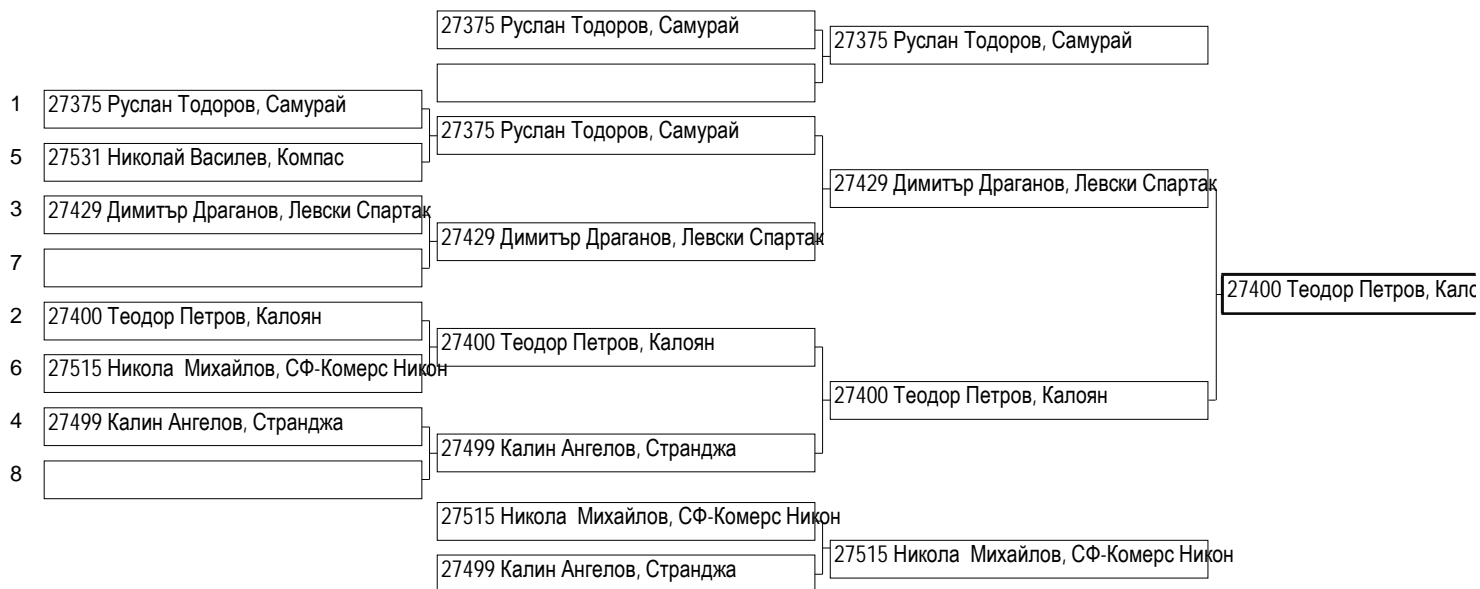 27375 Руслан Тодоров, Самурай
27375 Руслан Тодоров, Самурай
1 27375 Руслан Тодоров, Самурай
27375 Руслан Тодоров, Самурай
5 27531 Николай Василев, Компас
27429 Димитър Драганов, Левски Спартак
3 27429 Димитър Драганов, Левски Спартак
27429 Димитър Драганов, Левски Спартак
7
27400 Теодор Петров,
2 27400 Теодор Петров, Калоян
27400 Теодор Петров, Калоян
6 27515 Никола  Михайлов, СФ-Комерс Никон
27400 Теодор Петров, Калоян
4 27499 Калин Ангелов, Странджа
27499 Калин Ангелов, Странджа
8
27515 Никола  Михайлов, СФ-Комерс Никон
27515 Никола  Михайлов, СФ-Комерс Никон
27499 Калин Ангелов, Странджа